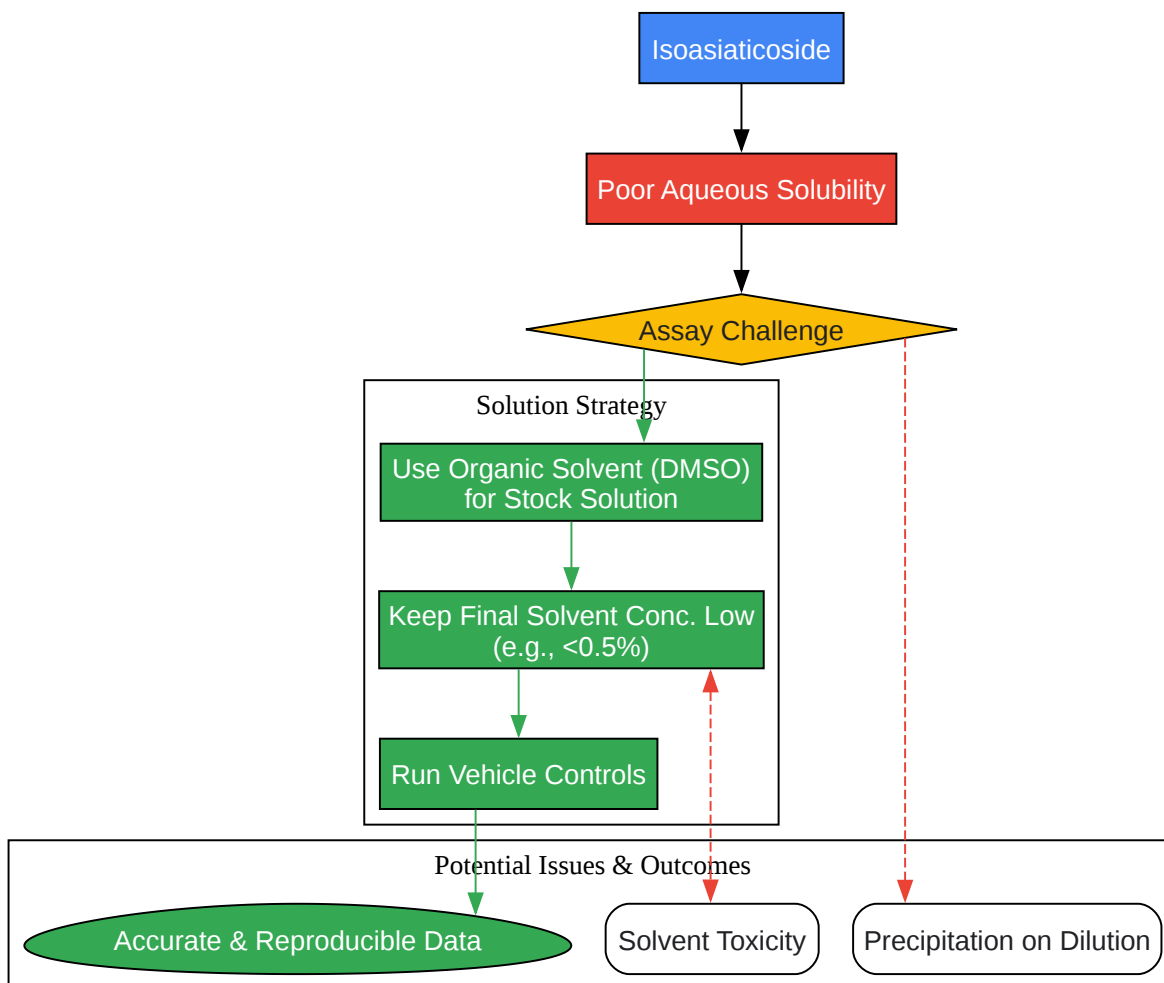 Isoasiaticoside
Poor Aqueous Solubility
Assay Challenge
Solution Strategy
Use Organic Solvent (DMSO)
for Stock Solution
Keep Final Solvent Conc. Low
(e.g., <0.5%)
Run Vehicle Controls
Potential Issues & Outcomes
Accurate & Reproducible Data
Solvent Toxicity
Precipitation on Dilution